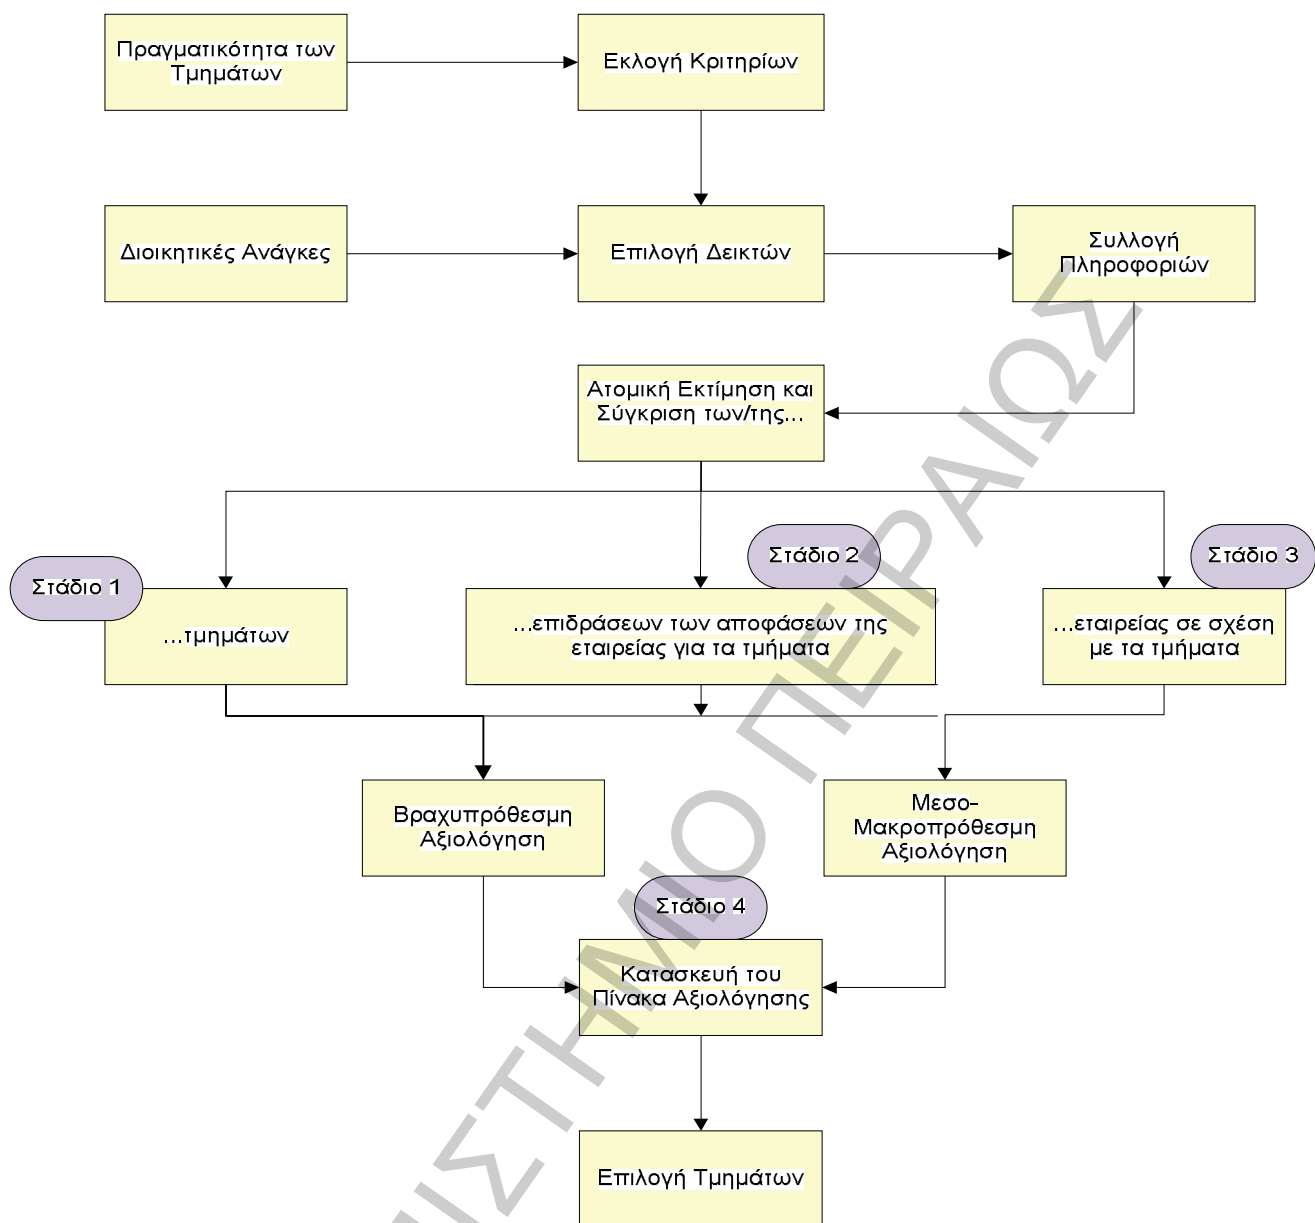 Πραγματικότητα των
Τμημάτων
Εκλογή Κριτηρίων
Διοικητικές Ανάγκες
Επιλογή Δεικτών
Συλλογή
Πληροφοριών
Ατομική Εκτίμηση και
Σύγκριση των/της...
Στάδιο 1
...τμημάτων
Στάδιο 2
...επιδράσεων των αποφάσεων της
εταιρείας για τα τμήματα
Στάδιο 3
...εταιρείας σε σχέση
με τα τμήματα
Βραχυπρόθεσμη
Αξιολόγηση
Μεσο-
Μακροπρόθεσμη
Αξιολόγηση
Στάδιο 4
Κατασκευή του
Πίνακα Αξιολόγησης
Επιλογή Τμημάτων
ΙΣΤΗΜΙΟ ΠΕΙΡΑΙΩΣ